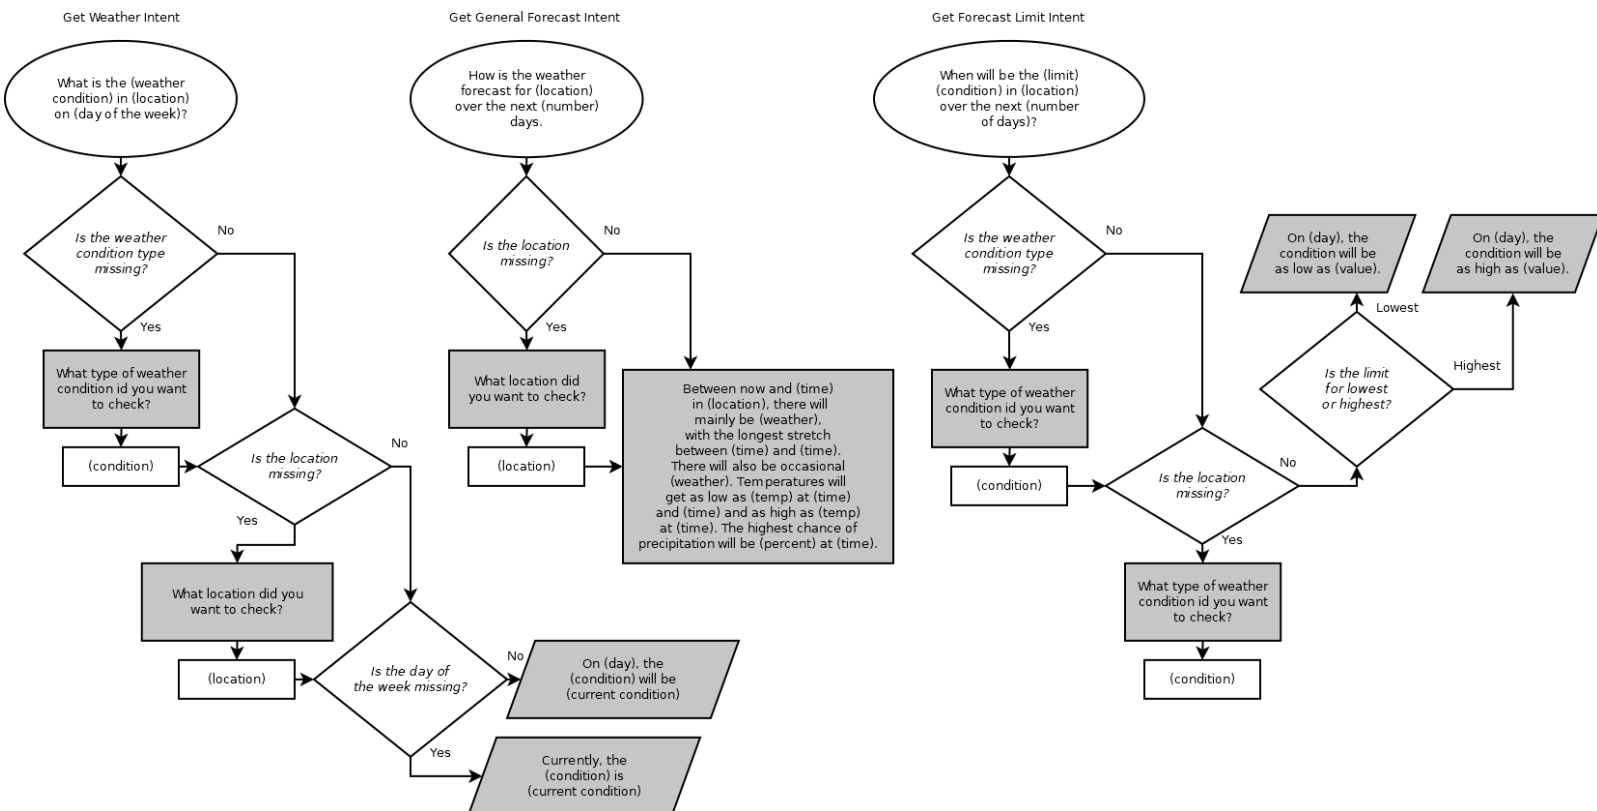 Get Weather Intent
What is the (weather
condition) in (location)
on (day of the week)?
Is the weather
condition type
missing?
No
Yes
What type of weather
condition id you want
to check?
(condition)
Is the location
missing?
No
Yes
What location did you
want to check?
(location)
Is the day of
the week missing?
No
On (day), the
(condition) will be
(current condition)
Yes
Currently, the
(condition) is
(current condition)
Get General Forecast Intent
How is the weather
forecast for (location)
over the next (number)
days.
Is the location
missing?
No
Yes
What location did
you want to check?
(location)
Between now and (time)
in (location), there will
mainly be (weather),
with the longest stretch
between (time) and (time).
There will also be occasional
(weather). Temperatures will
get as low as (temp) at (time)
and (time) and as high as (temp)
at (time). The highest chance of
precipitation will be (percent) at (time).
Get Forecast Limit Intent
When will be the (limit)
(condition) in (location)
over the next (number
of days)?
Is the weather
condition type
missing?
No
Yes
What type of weather
condition id you want
to check?
(condition)
Is the location
missing?
No
Yes
What type of weather
condition id you want
to check?
(condition)
Is the limit
for lowest
or highest?
Lowest
On (day), the
condition will be
as low as (value).
Highest
On (day), the
condition will be
as high as (value).